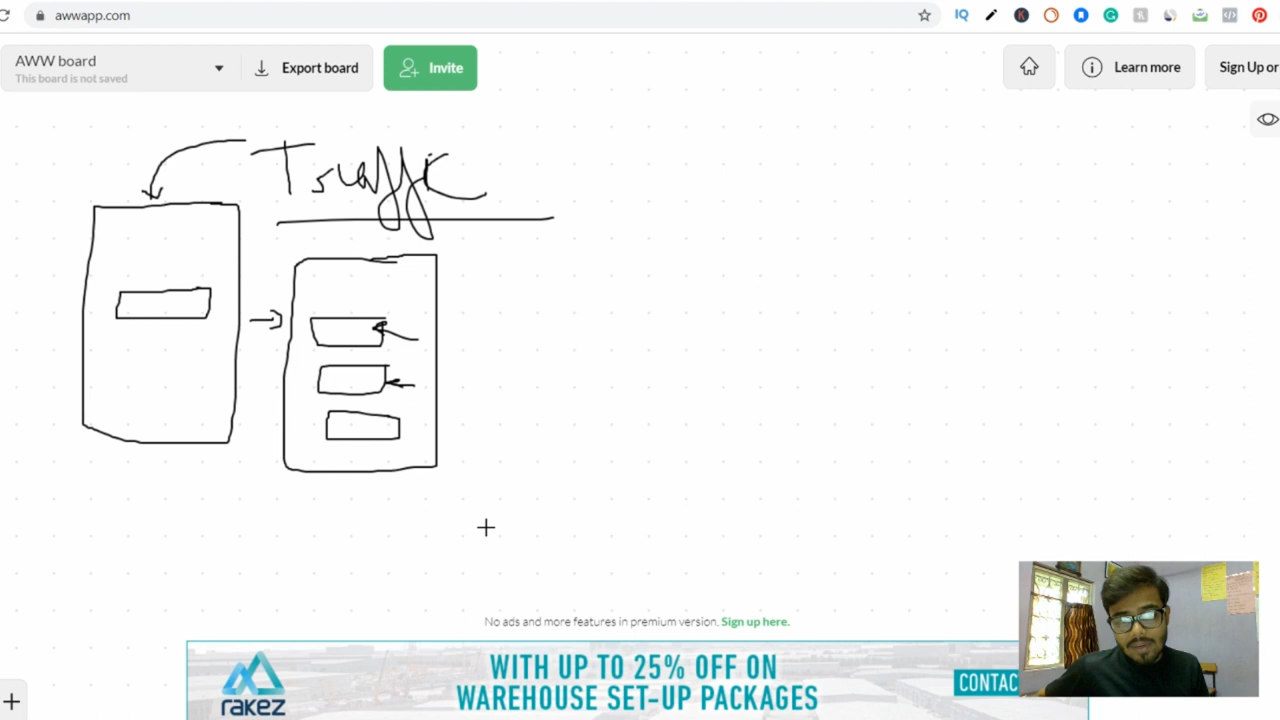 awwapp.com
IQ
AWW board
This board is not saved
Export board
Invite
Learn more
Sign Up or
Traffic
No ads and more features in premium version. Sign up here.
rakez
WITH UP TO 25% OFF ON
WAREHOUSE SET-UP PACKAGES
CONTAC